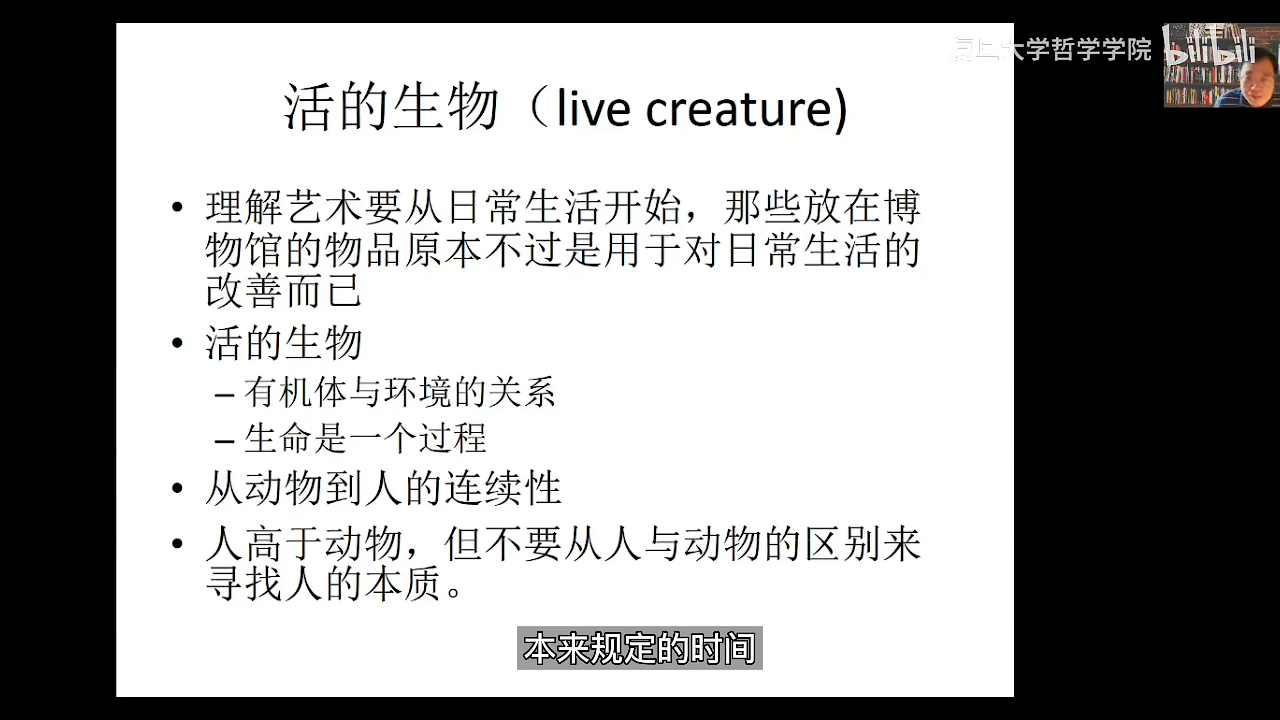 活的生物（live creature)
大学哲学学院
bilibili
• 理解艺术要从日常生活开始，那些放在博
物馆的物品原本不过是用于对日常生活的
改善而已
• 活的生物
– 有机体与环境的关系
– 生命是一个过程
• 从动物到人的连续性
• 人高于动物，但不要从人与动物的区别来
寻找人的本质。
本来规定的时间